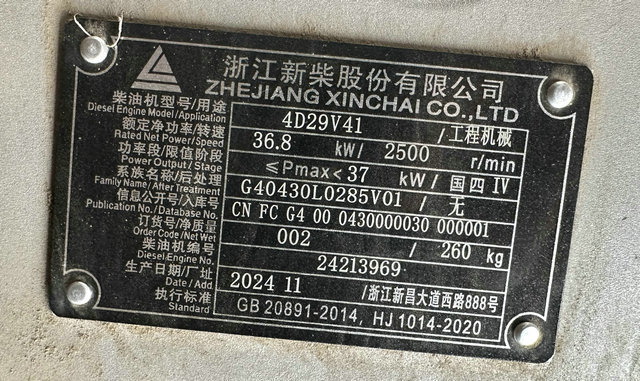 浙江新柴股份有限公司
ZHEJIANG XINCHAI CO.,LTD
柴油机型号/用途 4D29V41 /工程机械
Diesel Engine Model/Application
额定净功率/转速 36.8 kW/ 2500 r/min
Rated Net Power/Speed
功率段/限值阶段 ≤Pmax<37 kW/ 国四 IV
Power Output/Stage
系族名称/后处理 G40430L0285V01 / 无
Family Name/After Treatment
信息公开号/入库号 CN FC G4 00 0430000030 000001
Publication No./Database No.
订货号/净质量 002 / 260 kg
Order Code/Net Wet
柴油机编号 24213969
Diesel Engine No.
生产日期/厂址 2024 11 /浙江新昌大道西路888号
Date/Add
执行标准 GB 20891-2014, HJ 1014-2020
Standard